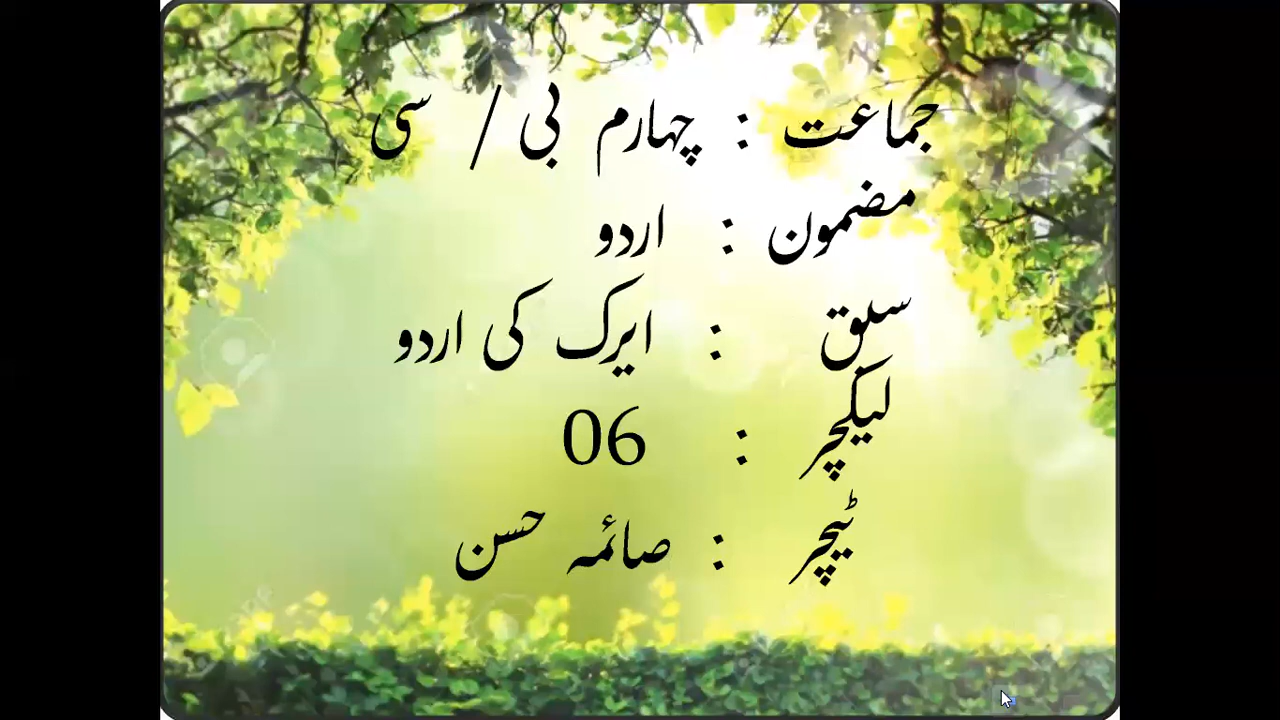 جماعت : چہارم بی / سی
مضمون : اردو
سبق : ایرک کی اردو
لیکچر : 06
ٹیچر : صائمہ حسن